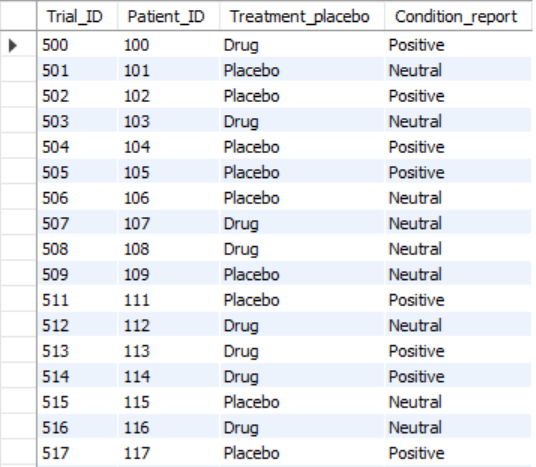 Trial_ID Patient_ID Treatment_placebo Condition_report
500 100 Drug Positive
501 101 Placebo Neutral
502 102 Placebo Positive
503 103 Drug Neutral
504 104 Placebo Positive
505 105 Placebo Positive
506 106 Placebo Neutral
507 107 Drug Neutral
508 108 Drug Neutral
509 109 Placebo Neutral
511 111 Placebo Positive
512 112 Drug Neutral
513 113 Drug Positive
514 114 Drug Positive
515 115 Placebo Neutral
516 116 Drug Neutral
517 117 Placebo Positive